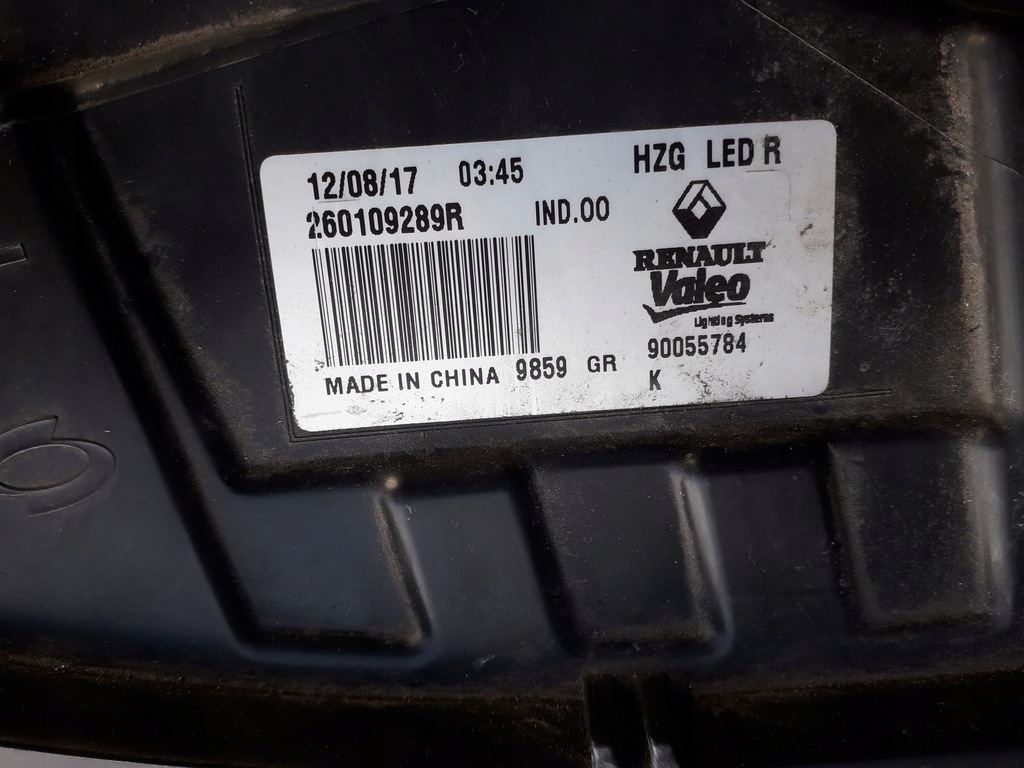 12/08/17 03:45 HZG LED R
260109289R IND.00
RENAULT
Valeo
Lighting Systems
90055784
MADE IN CHINA 9859 GR
K